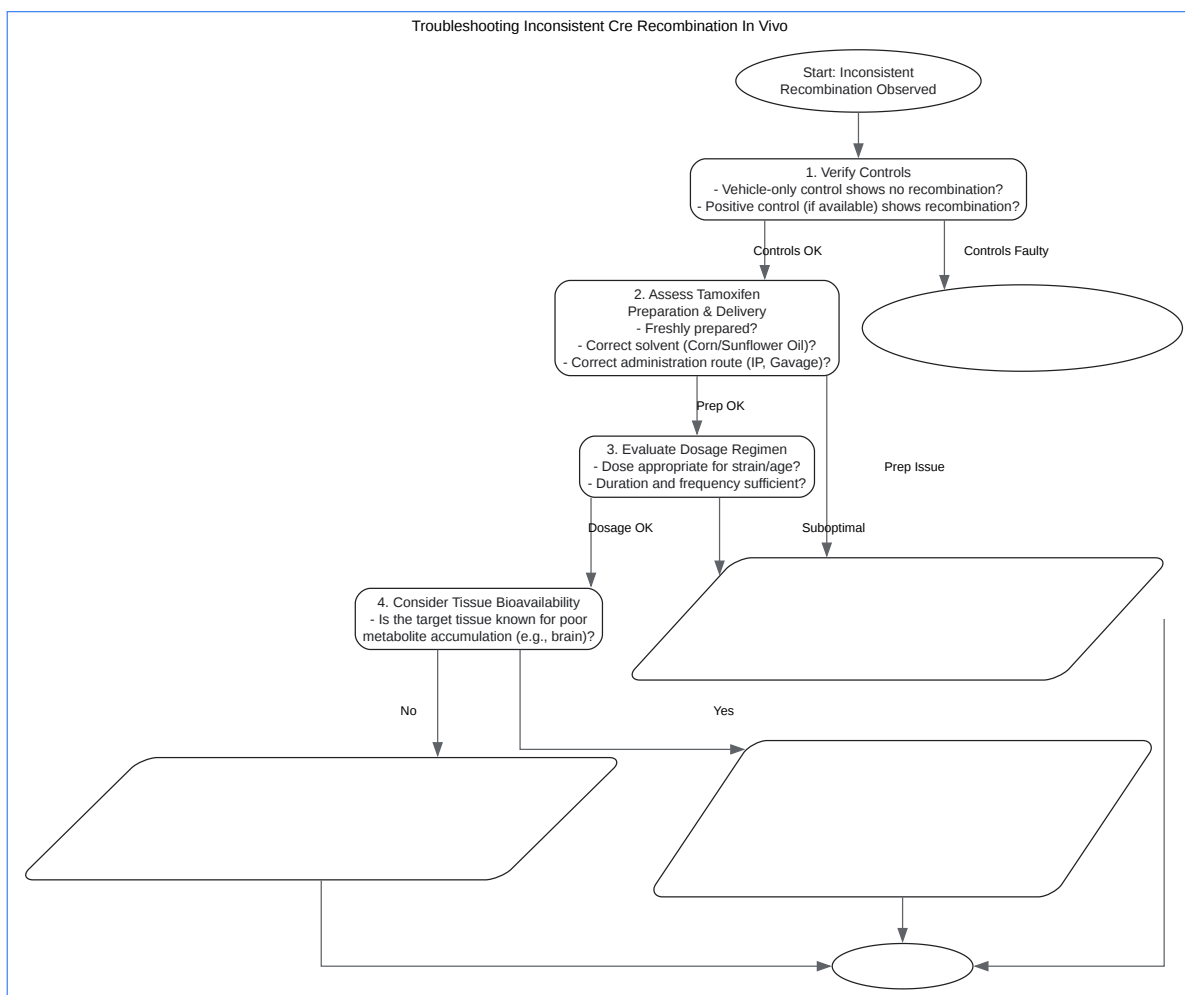 Troubleshooting Inconsistent Cre Recombination In Vivo
Start: Inconsistent
Recombination Observed
1. Verify Controls
- Vehicle-only control shows no recombination?
- Positive control (if available) shows recombination?
Controls OK
Controls Faulty
2. Assess Tamoxifen
Preparation & Delivery
- Freshly prepared?
- Correct solvent (Corn/Sunflower Oil)?
- Correct administration route (IP, Gavage)?
Prep OK
3. Evaluate Dosage Regimen
- Dose appropriate for strain/age?
- Duration and frequency sufficient?
Prep Issue
Dosage OK
Suboptimal
4. Consider Tissue Bioavailability
- Is the target tissue known for poor
metabolite accumulation (e.g., brain)?
No
Yes